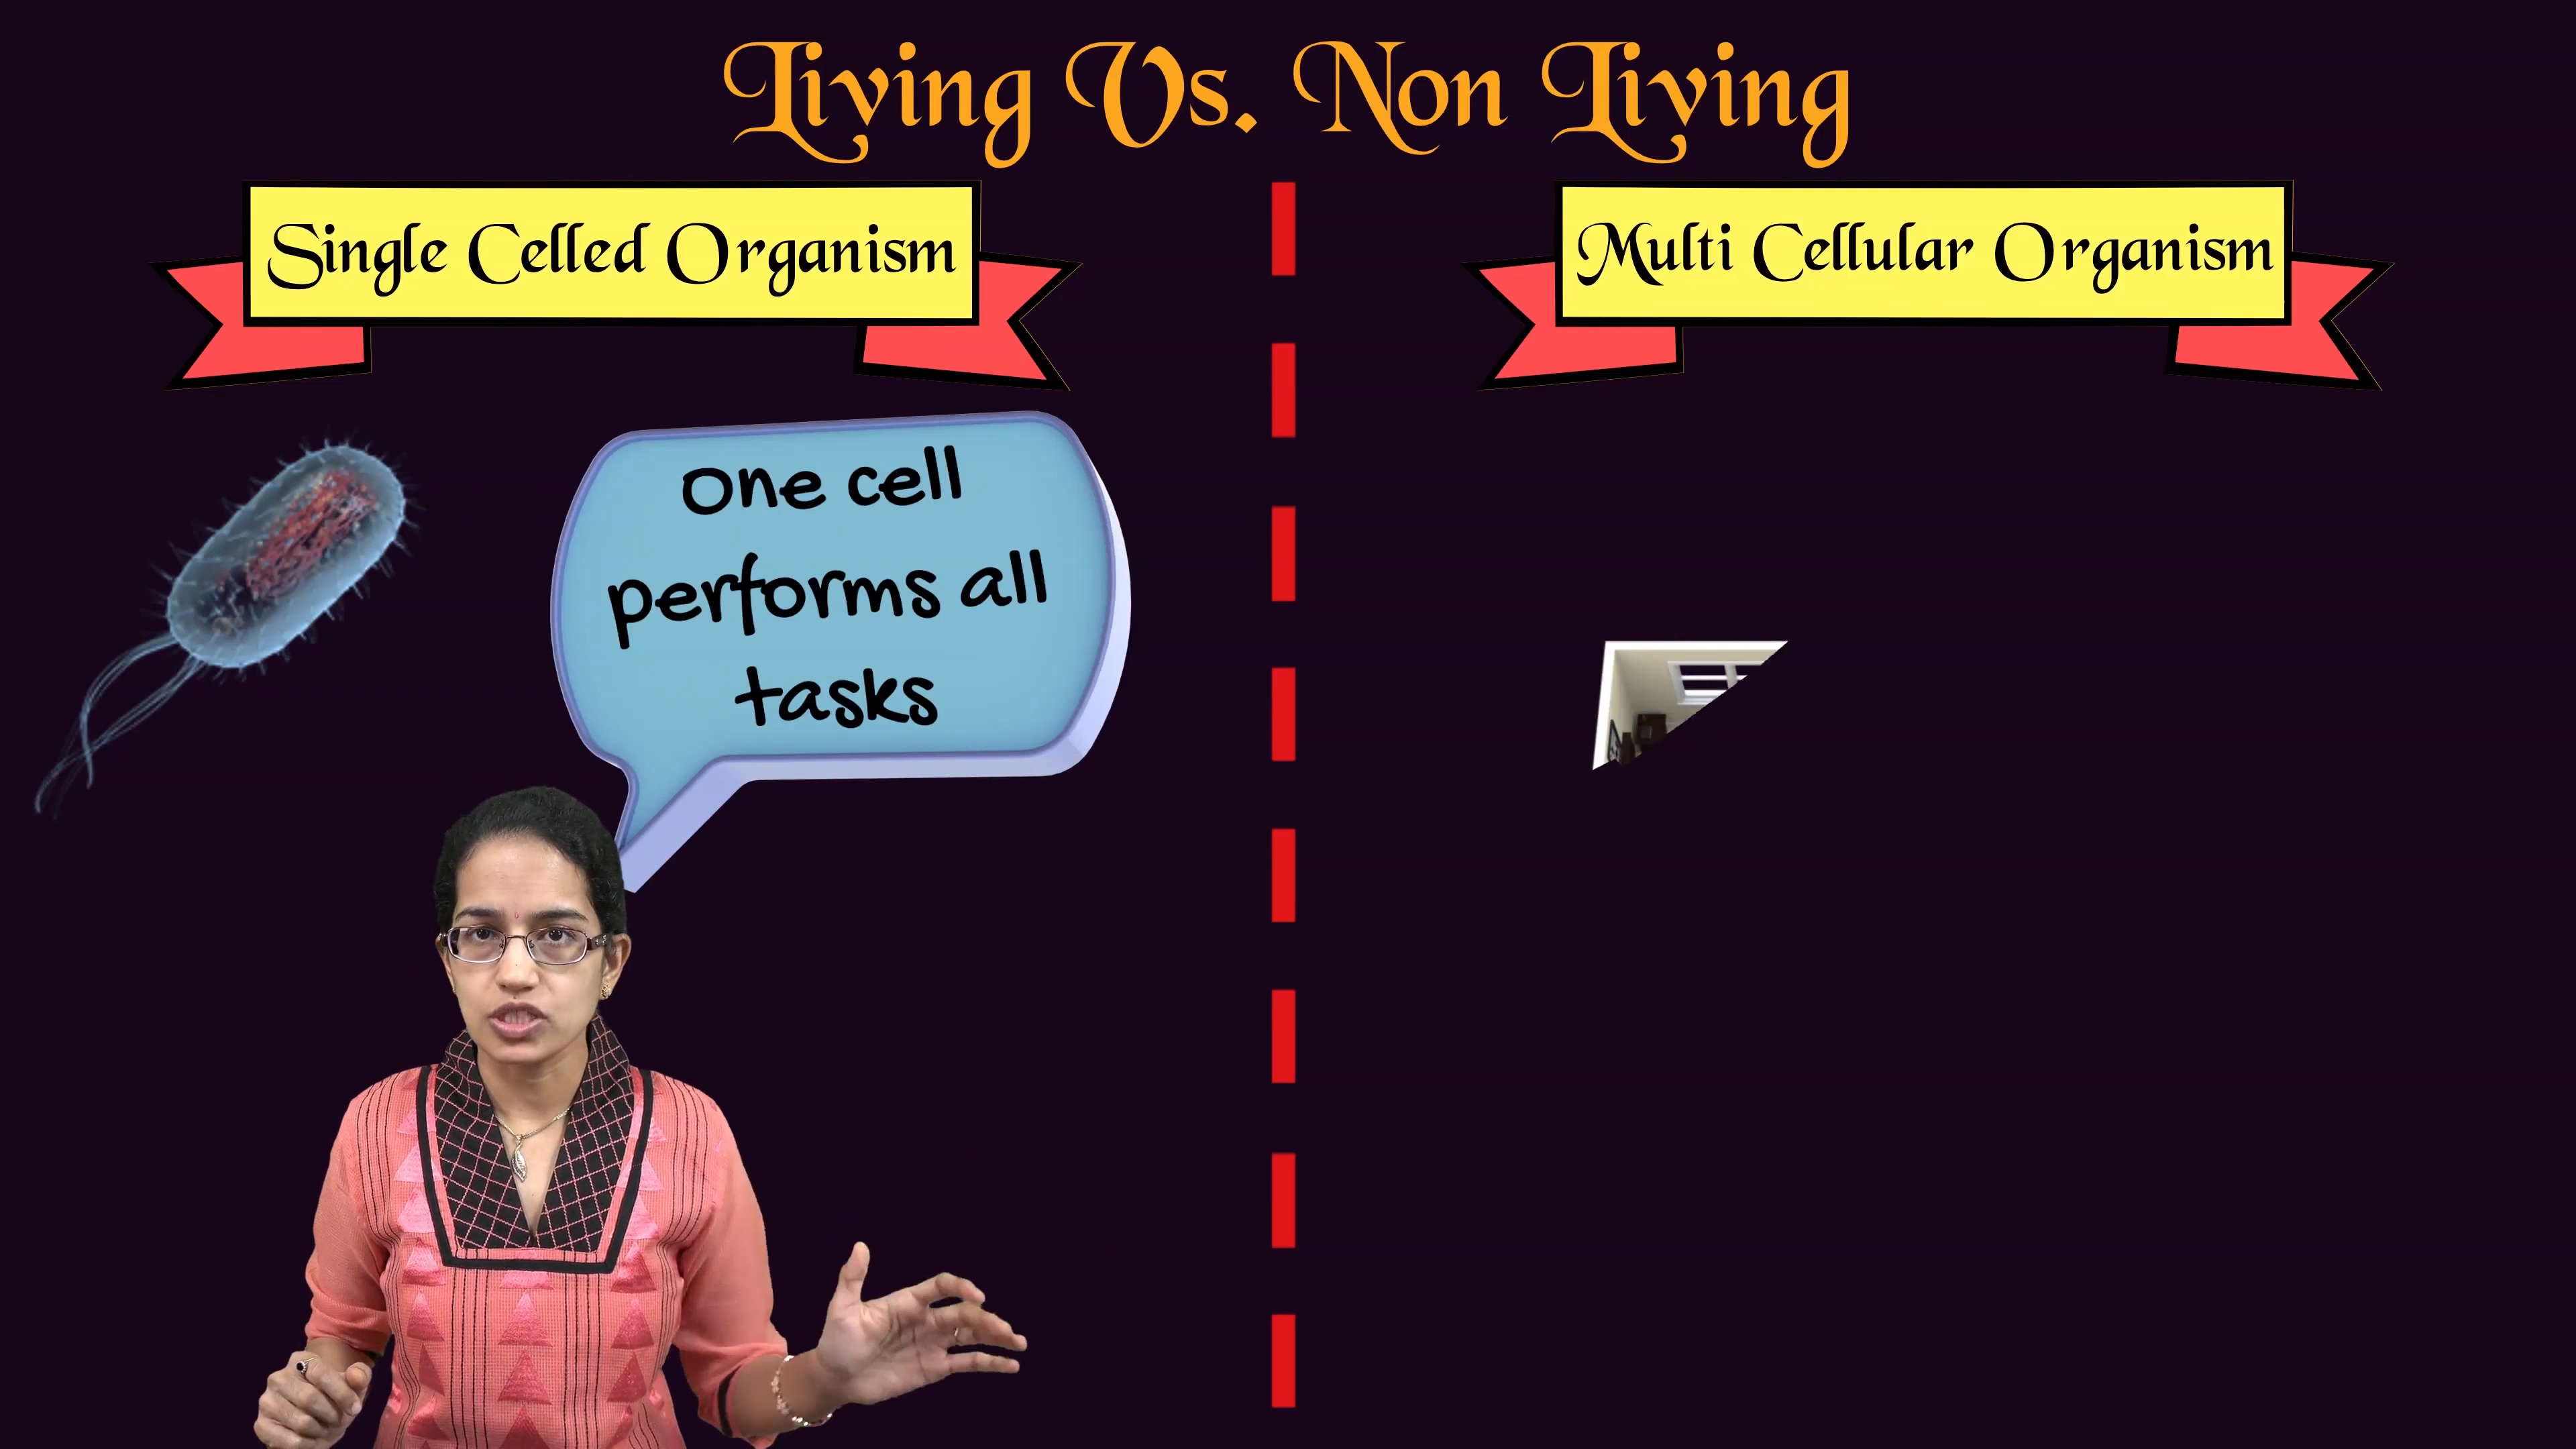 Living Vs. Non Living
Single Celled Organism
Multi Cellular Organism
One cell
performs all
tasks